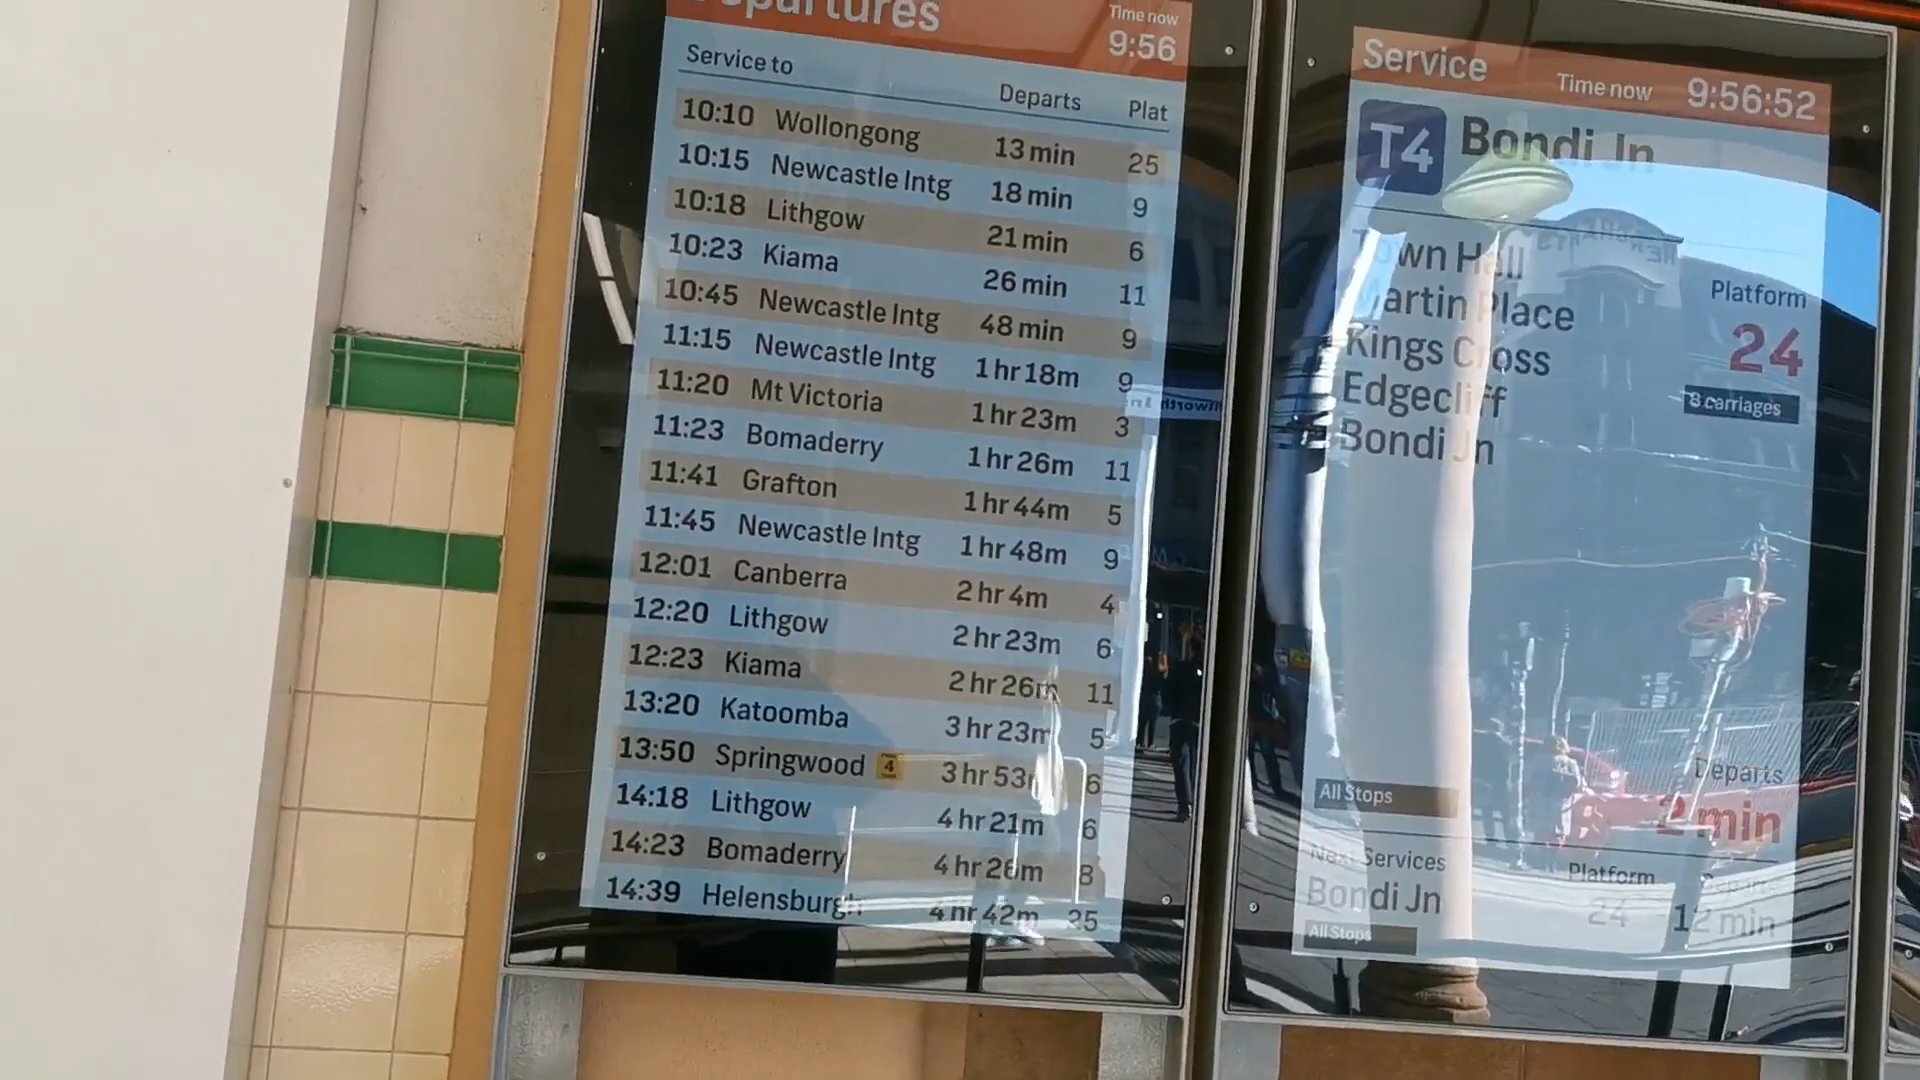 Departures Time now
9:56
Service to Departs Plat
10:10 Wollongong 13 min 25
10:15 Newcastle Intg 18 min 9
10:18 Lithgow 21 min 6
10:23 Kiama 26 min 11
10:45 Newcastle Intg 48 min 9
11:15 Newcastle Intg 1 hr 18m 9
11:20 Mt Victoria 1 hr 23m 3
11:23 Bomaderry 1 hr 26m 11
11:41 Grafton 1 hr 44m 5
11:45 Newcastle Intg 1 hr 48m 9
12:01 Canberra 2 hr 4m 4
12:20 Lithgow 2 hr 23m 6
12:23 Kiama 2 hr 26m 11
13:20 Katoomba 3 hr 23m 5
13:50 Springwood 4 3 hr 53m 6
14:18 Lithgow 4 hr 21m 6
14:23 Bomaderry 4 hr 26m 8
14:39 Helensburgh 4 hr 42m 25
Service Time now 9:56:52
T4 Bondi Jn
Town Hall
Martin Place
Kings Cross
Edgecliff
Bondi Jn
Platform
24
8 carriages
All Stops
Departs
2 min
Next Services Platform Departs
Bondi Jn 24 12 min
All Stops